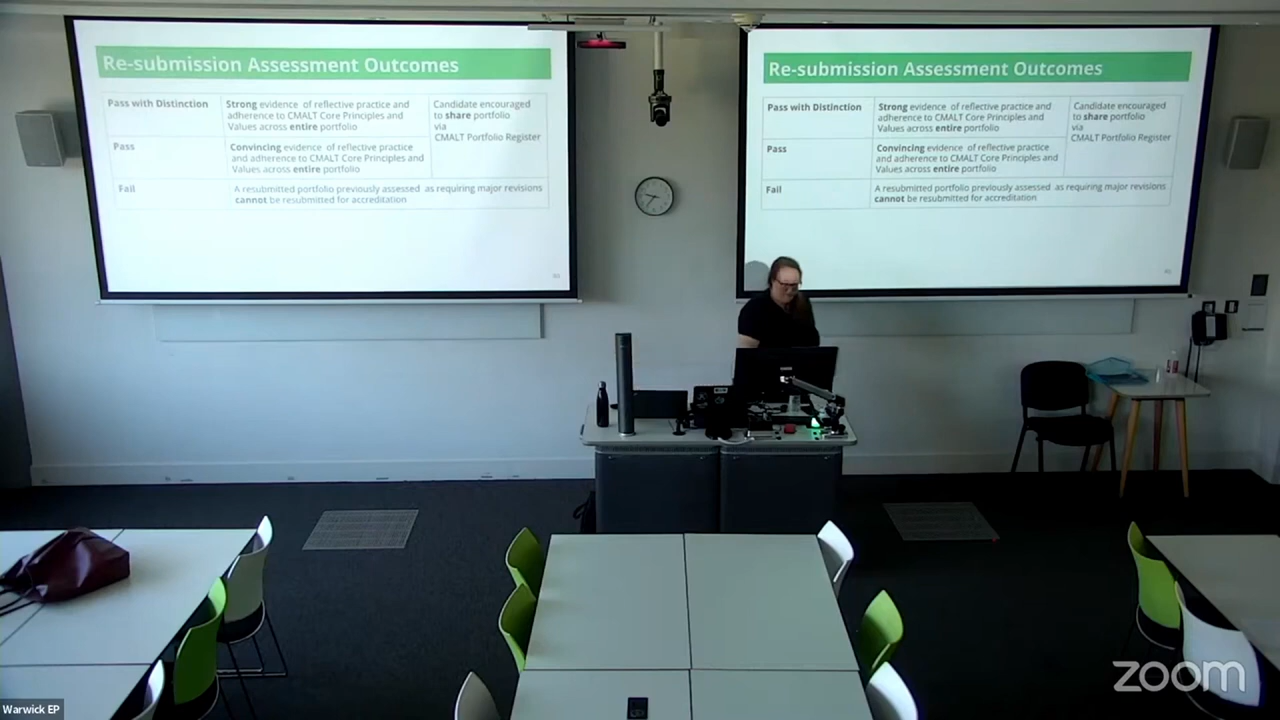 Re-submission Assessment Outcomes
Pass with Distinction
Strong evidence of reflective practice and
adherence to CMALT Core Principles and
Values across entire portfolio
Candidate encouraged
to share portfolio
via
CMALT Portfolio Register
Pass
Convincing evidence of reflective practice
and adherence to CMALT Core Principles and
Values across entire portfolio
Fail
A resubmitted portfolio previously assessed as requiring major revisions
cannot be resubmitted for accreditation
Re-submission Assessment Outcomes
Pass with Distinction
Strong evidence of reflective practice and
adherence to CMALT Core Principles and
Values across entire portfolio
Candidate encouraged
to share portfolio
via
CMALT Portfolio Register
Pass
Convincing evidence of reflective practice
and adherence to CMALT Core Principles and
Values across entire portfolio
Fail
A resubmitted portfolio previously assessed as requiring major revisions
cannot be resubmitted for accreditation
zoom
Warwick EP